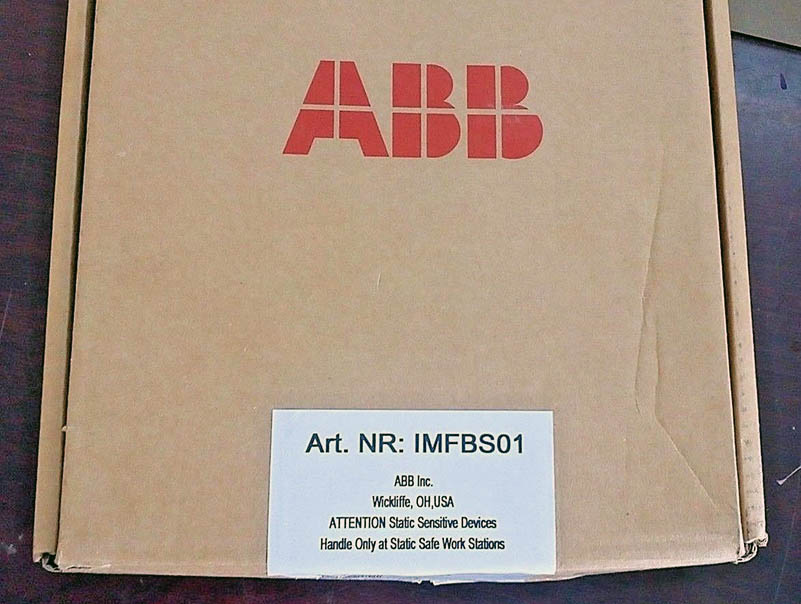 ABB
Art. NR: IMFBS01
ABB Inc.
Wickliffe, OH,USA
ATTENTION Static Sensitive Devices
Handle Only at Static Safe Work Stations